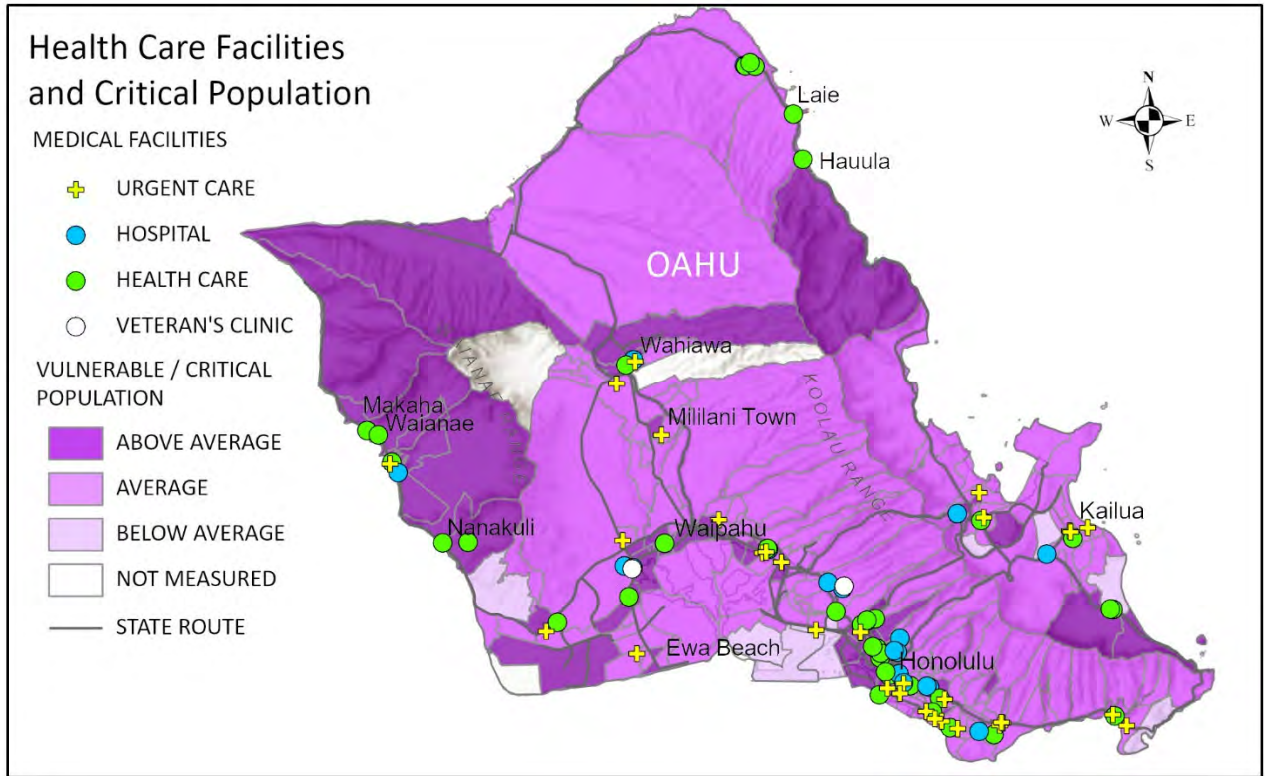 Health Care Facilities
and Critical Population
MEDICAL FACILITIES
URGENT CARE
HOSPITAL
HEALTH CARE
VETERAN'S CLINIC
VULNERABLE / CRITICAL
POPULATION
ABOVE AVERAGE
AVERAGE
BELOW AVERAGE
NOT MEASURED
STATE ROUTE
N
W
E
S
Laie
Hauula
OAHU
Wahiawa
Mililani Town
Makaha
Waianae
KOOLAU RANGE
Nanakuli
Waipahu
Kailua
Ewa Beach
Honolulu